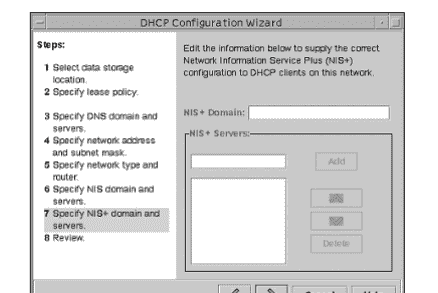 DHCP Configuration Wizard
Steps:
1 Select data storage
location.
2 Specify lease policy.
3 Specify DNS domain and
servers.
4 Specify network address
and subnet mask.
5 Specify network type and
router.
6 Specify NIS domain and
servers.
7 Specify NIS+ domain and
servers.
8 Review.
Edit the information below to supply the correct
Network Information Service Plus (NIS+)
configuration to DHCP clients on this network.
NIS+ Domain:
NIS+ Servers:
Add
Delete